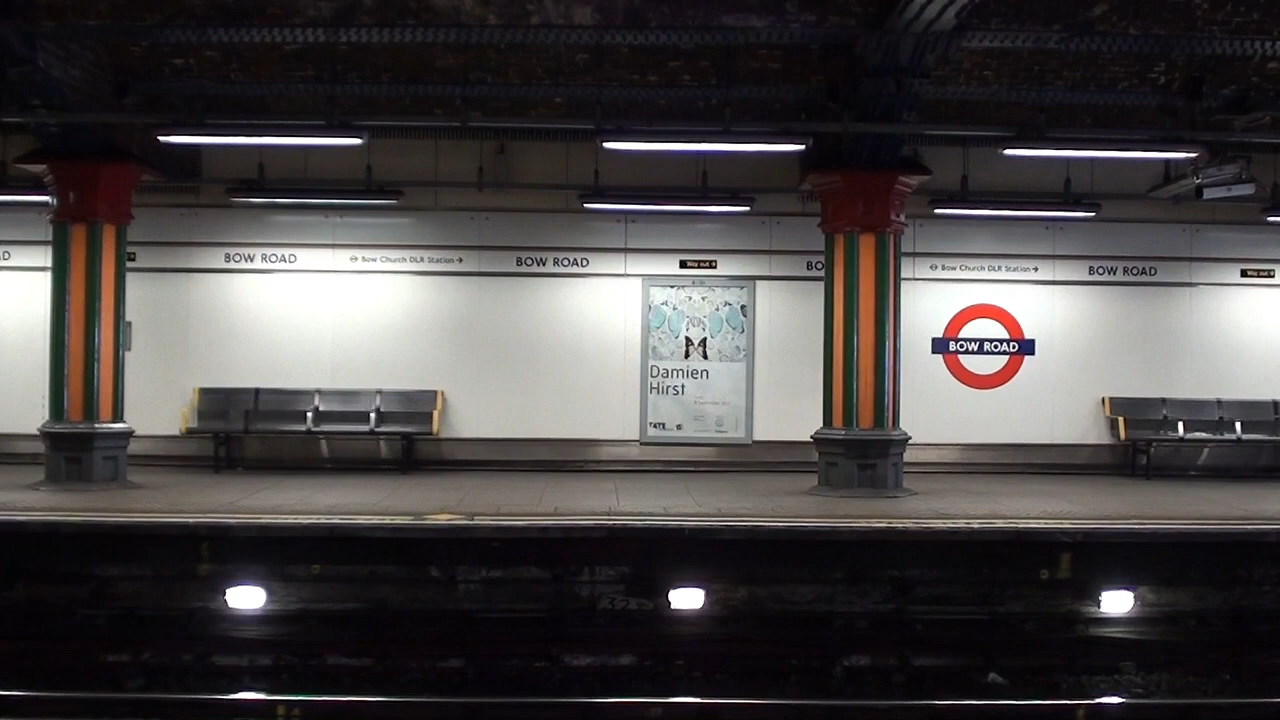 BOW ROAD
Bow Church DLR Station →
BOW ROAD
Way out
BO
Bow Church DLR Station →
BOW ROAD
Way out
BOW ROAD
Damien
Hirst
TATE
32